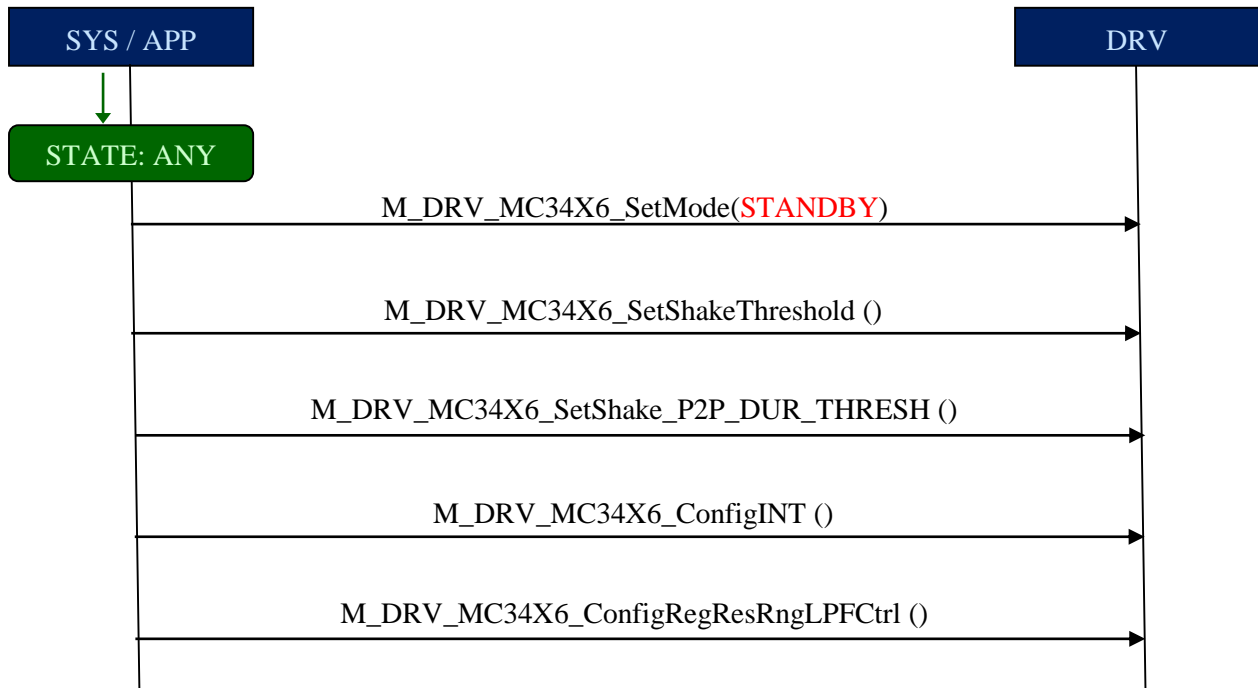 SYS / APP
DRV
STATE: ANY
M_DRV_MC34X6_SetMode(STANDBY)
M_DRV_MC34X6_SetShakeThreshold ()
M_DRV_MC34X6_SetShake_P2P_DUR_THRESH ()
M_DRV_MC34X6_ConfigINT ()
M_DRV_MC34X6_ConfigRegResRngLPFCtrl ()